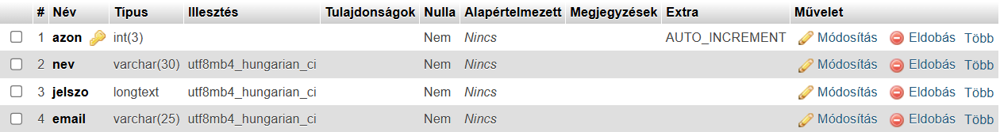 # Név Típus Illesztés Tulajdonságok Nulla Alapértelmezett Megjegyzések Extra Művelet
1 azon int(3) Nem Nincs AUTO_INCREMENT Módosítás Eldobás Több
2 nev varchar(30) utf8mb4_hungarian_ci Nem Nincs Módosítás Eldobás Több
3 jelszo longtext utf8mb4_hungarian_ci Nem Nincs Módosítás Eldobás Több
4 email varchar(25) utf8mb4_hungarian_ci Nem Nincs Módosítás Eldobás Több